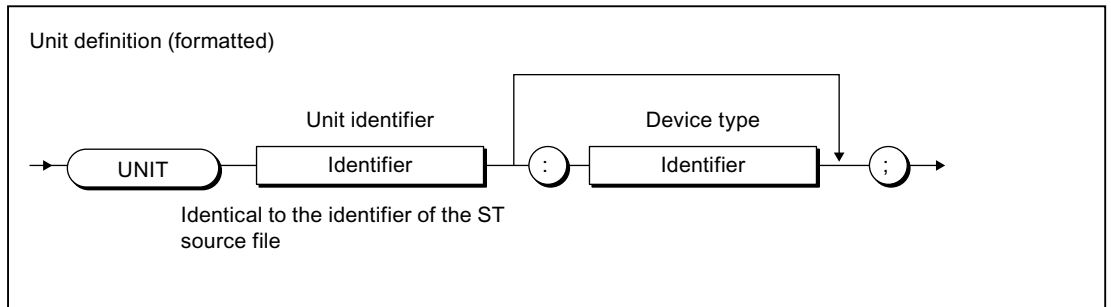 Unit definition (formatted)
Unit identifier
Device type
UNIT
Identifier
:
Identifier
;
Identical to the identifier of the ST
source file